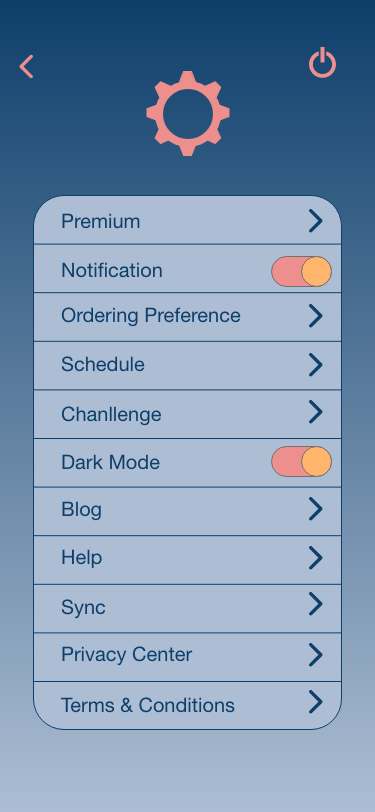 Premium
Notification
Ordering Preference
Schedule
Chanllenge
Dark Mode
Blog
Help
Sync
Privacy Center
Terms & Conditions